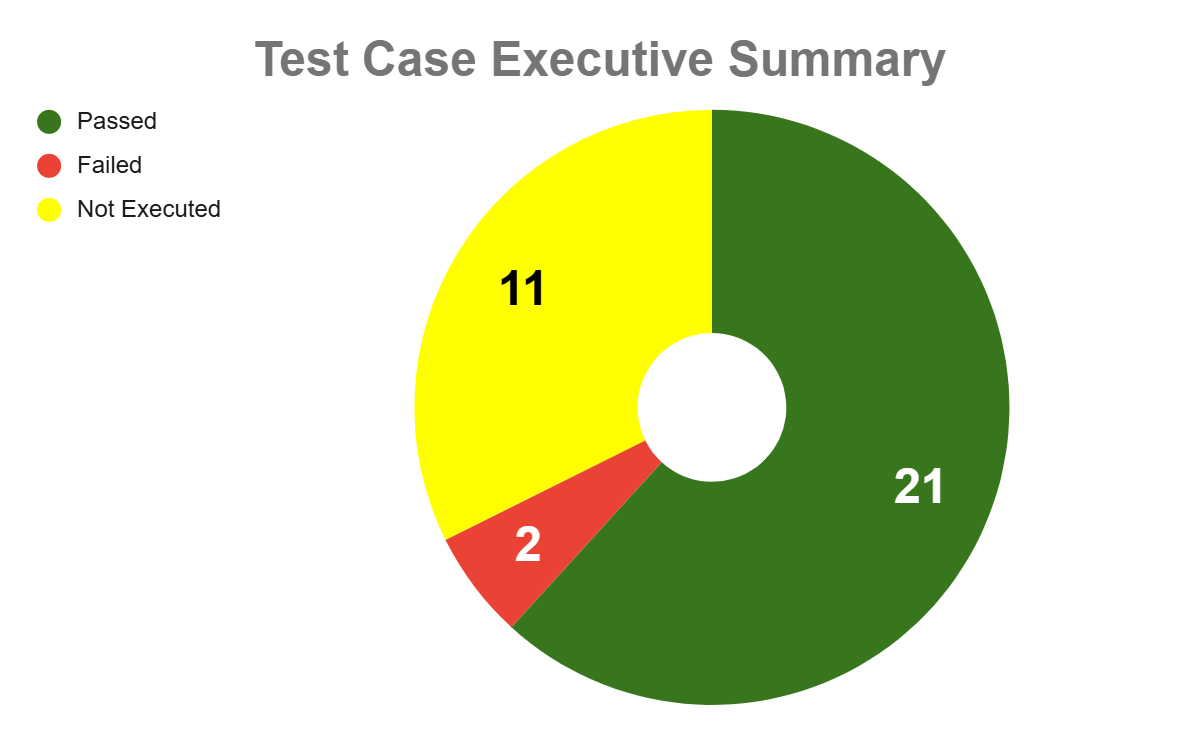 Test Case Executive Summary
Passed
Failed
Not Executed
11
21
2